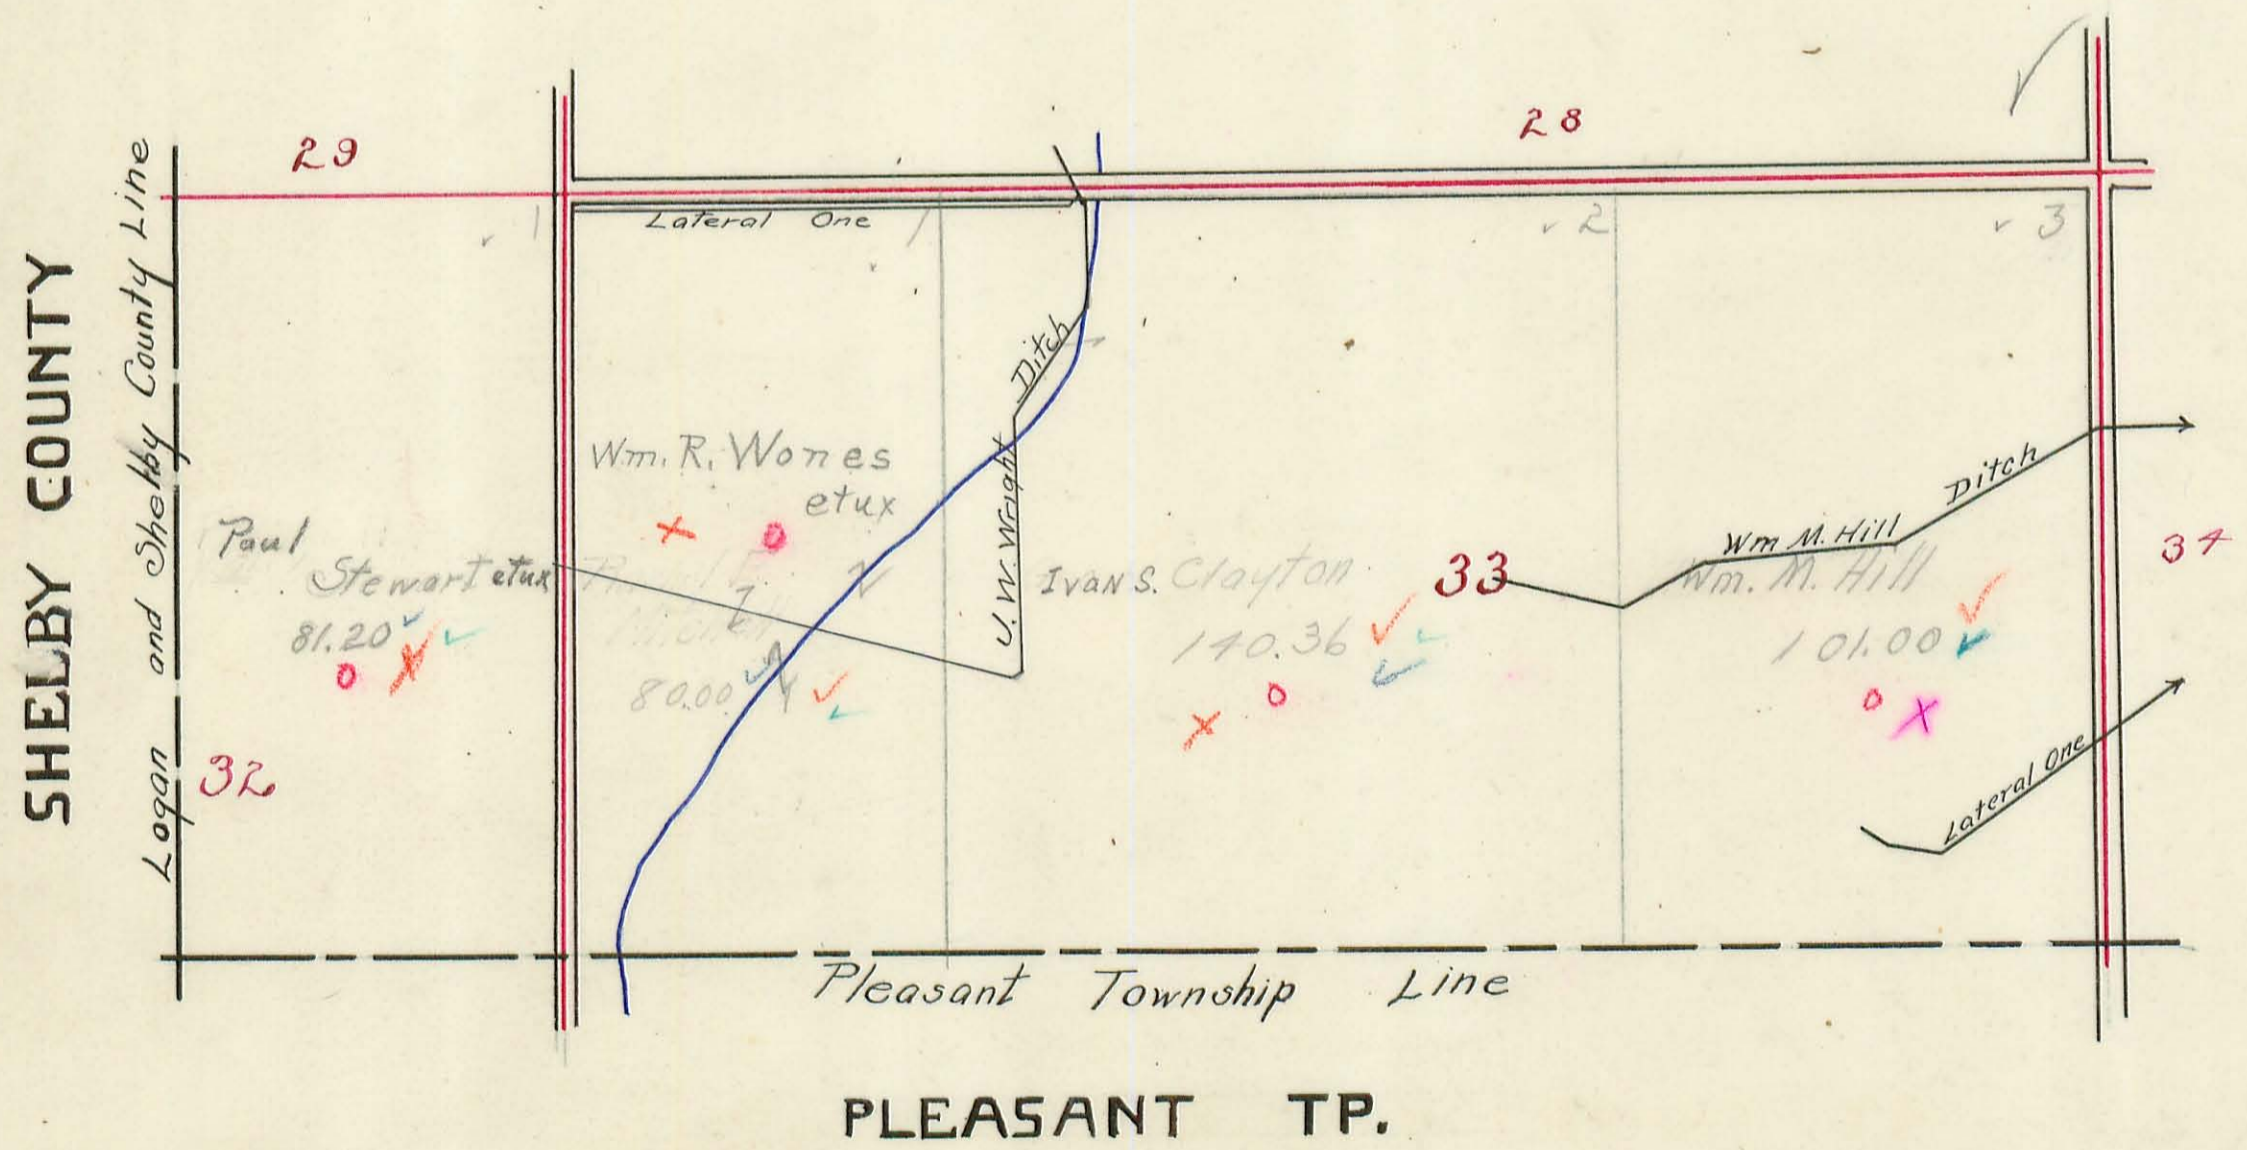 29
28
Lateral One
1
1
2
3
SHELBY COUNTY
Logan and Shelby County Line
Ditch
J. W. Wright
Wm. R. Wones
etux
Paul
Stewart etux
81.20
80.00
Ivan S. Clayton
140.36
33
Wm M. Hill Ditch
Wm. M. Hill
101.00
34
32
Lateral One
Pleasant Township Line
PLEASANT TP.